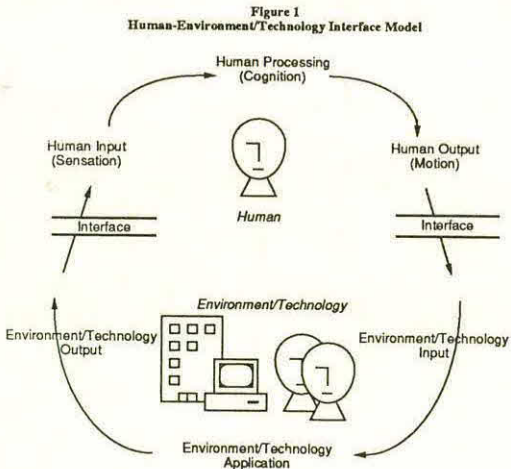 Figure 1
Human-Environment/Technology Interface Model
Human Processing
(Cognition)
Human Input
(Sensation)
Human Output
(Motion)
Human
Interface
Interface
Environment/Technology
Environment/Technology
Output
Environment/Technology
Input
Environment/Technology
Application